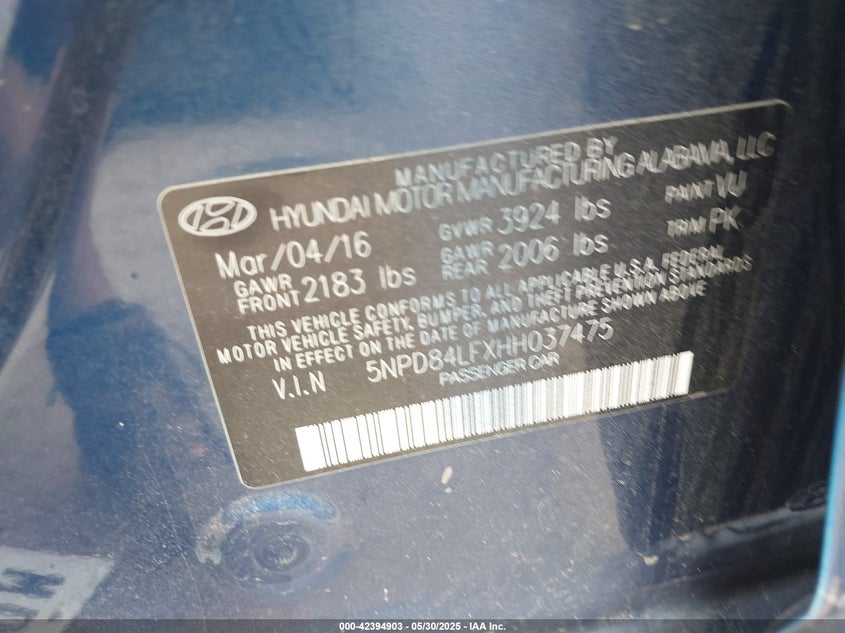 MANUFACTURED BY
HYUNDAI MOTOR MANUFACTURING ALABAMA, LLC
Mar/04/16 GVWR 3924 lbs PAINT VU
GAWR FRONT 2183 lbs GAWR REAR 2006 lbs TRIM PK
THIS VEHICLE CONFORMS TO ALL APPLICABLE U.S.A. FEDERAL
MOTOR VEHICLE SAFETY, BUMPER, AND THEFT PREVENTION STANDARDS
IN EFFECT ON THE DATE OF MANUFACTURE SHOWN ABOVE
V.I.N 5NPD84LFXHH037475
PASSENGER CAR
000-42394903 — 05/30/2025 — IAA Inc.